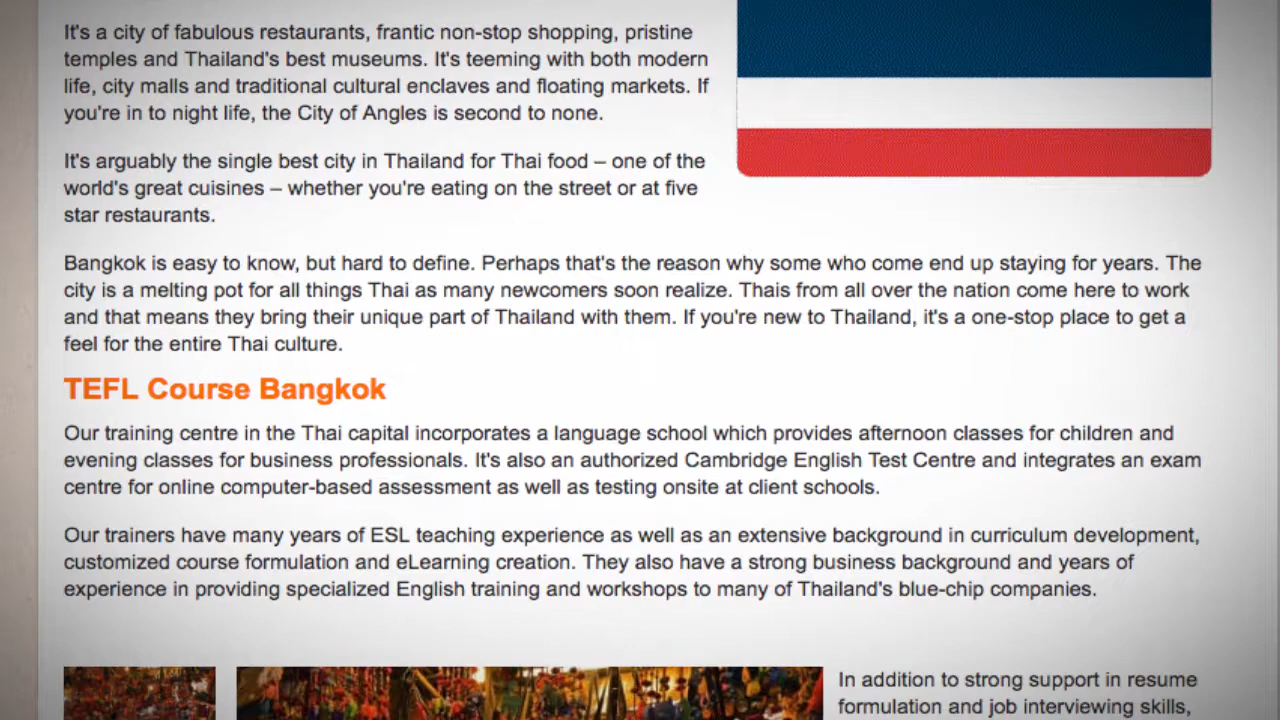 It's a city of fabulous restaurants, frantic non-stop shopping, pristine
temples and Thailand's best museums. It's teeming with both modern
life, city malls and traditional cultural enclaves and floating markets. If
you're in to night life, the City of Angles is second to none.
It's arguably the single best city in Thailand for Thai food – one of the
world's great cuisines – whether you're eating on the street or at five
star restaurants.
Bangkok is easy to know, but hard to define. Perhaps that's the reason why some who come end up staying for years. The
city is a melting pot for all things Thai as many newcomers soon realize. Thais from all over the nation come here to work
and that means they bring their unique part of Thailand with them. If you're new to Thailand, it's a one-stop place to get a
feel for the entire Thai culture.
TEFL Course Bangkok
Our training centre in the Thai capital incorporates a language school which provides afternoon classes for children and
evening classes for business professionals. It's also an authorized Cambridge English Test Centre and integrates an exam
centre for online computer-based assessment as well as testing onsite at client schools.
Our trainers have many years of ESL teaching experience as well as an extensive background in curriculum development,
customized course formulation and eLearning creation. They also have a strong business background and years of
experience in providing specialized English training and workshops to many of Thailand's blue-chip companies.
In addition to strong support in resume
formulation and job interviewing skills,